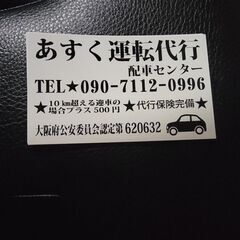 あすく運転代行
配車センター
TEL★090-7112-0996
★10㎞超える迎車の場合プラス500円★
★代行保険完備★
大阪府公安委員会認定第620632